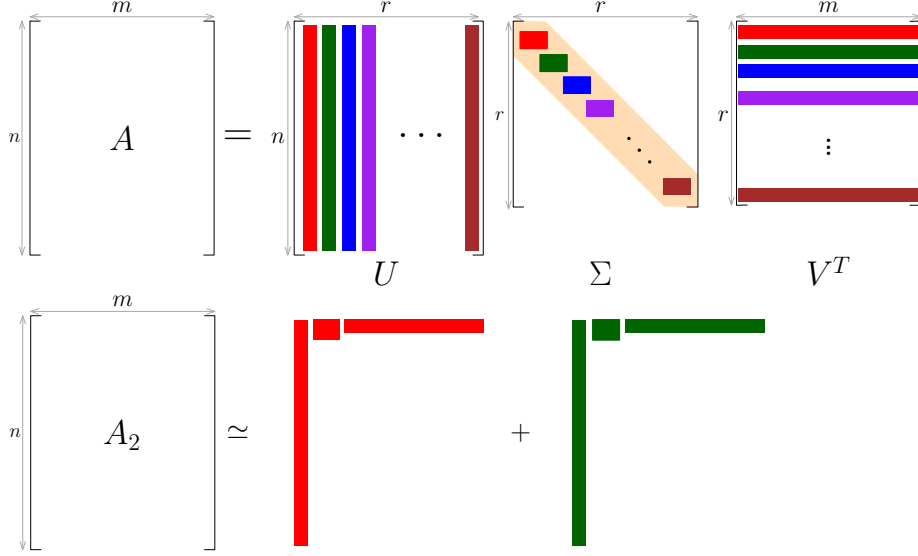 m r r m
n A = n ··· r ⋱ r ⋮
U Σ V^T
m
n A_2 ≃ +